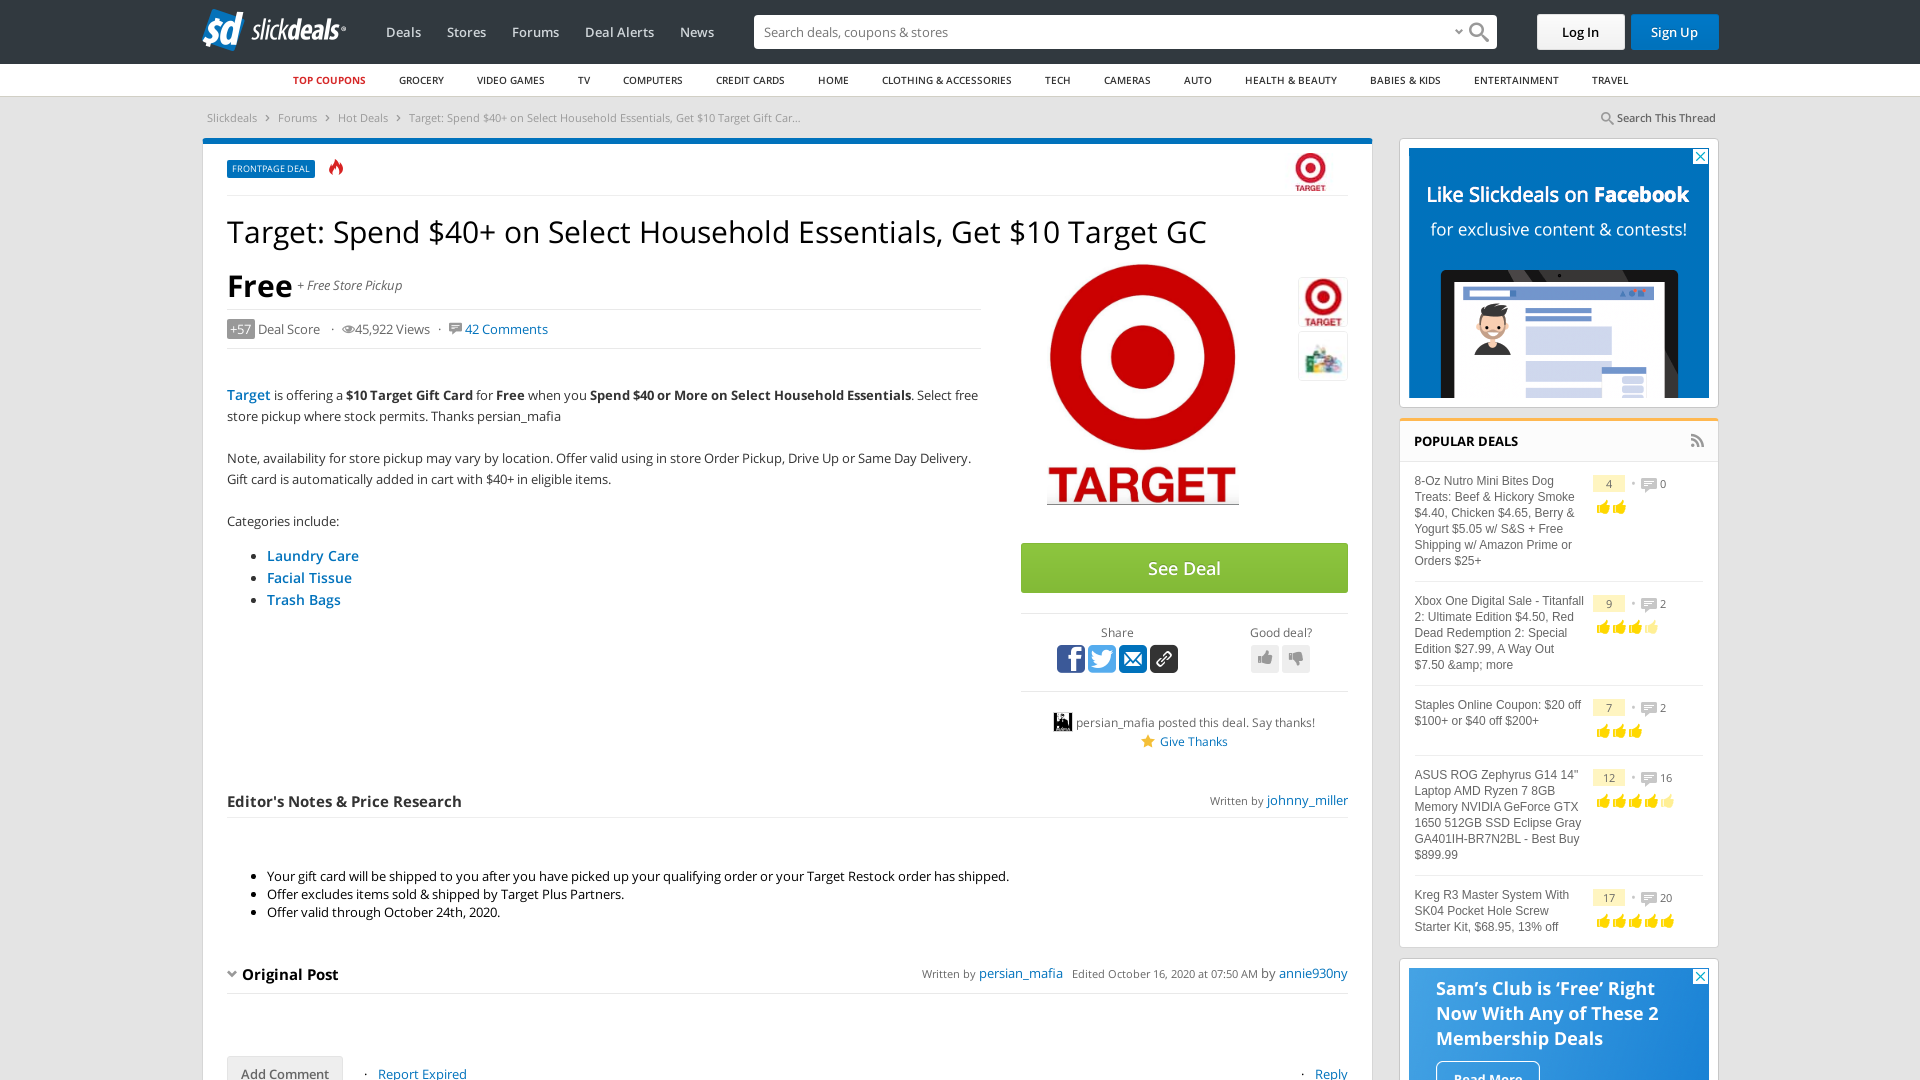 sd slickdeals
Deals
Stores
Forums
Deal Alerts
News
Search deals, coupons & stores
Log In
Sign Up
TOP COUPONS
GROCERY
VIDEO GAMES
TV
COMPUTERS
CREDIT CARDS
HOME
CLOTHING & ACCESSORIES
TECH
CAMERAS
AUTO
HEALTH & BEAUTY
BABIES & KIDS
ENTERTAINMENT
TRAVEL
Slickdeals › Forums › Hot Deals › Target: Spend $40+ on Select Household Essentials, Get $10 Target Gift Car...
Search This Thread
FRONTPAGE DEAL
TARGET
Target: Spend $40+ on Select Household Essentials, Get $10 Target GC
Free + Free Store Pickup
+57 Deal Score · 45,922 Views · 42 Comments
Target is offering a $10 Target Gift Card for Free when you Spend $40 or More on Select Household Essentials. Select free
store pickup where stock permits. Thanks persian_mafia
Note, availability for store pickup may vary by location. Offer valid using in store Order Pickup, Drive Up or Same Day Delivery.
Gift card is automatically added in cart with $40+ in eligible items.
Categories include:
Laundry Care
Facial Tissue
Trash Bags
TARGET
TARGET
See Deal
Share
Good deal?
persian_mafia posted this deal. Say thanks!
Give Thanks
Editor's Notes & Price Research
Written by johnny_miller
Your gift card will be shipped to you after you have picked up your qualifying order or your Target Restock order has shipped.
Offer excludes items sold & shipped by Target Plus Partners.
Offer valid through October 24th, 2020.
Original Post
Written by persian_mafia Edited October 16, 2020 at 07:50 AM by annie930ny
Add Comment
· Report Expired
· Reply
Like Slickdeals on Facebook
for exclusive content & contests!
POPULAR DEALS
8-Oz Nutro Mini Bites Dog
Treats: Beef & Hickory Smoke
$4.40, Chicken $4.65, Berry &
Yogurt $5.05 w/ S&S + Free
Shipping w/ Amazon Prime or
Orders $25+
4 • 0
Xbox One Digital Sale - Titanfall
2: Ultimate Edition $4.50, Red
Dead Redemption 2: Special
Edition $27.99, A Way Out
$7.50 &amp; more
9 • 2
Staples Online Coupon: $20 off
$100+ or $40 off $200+
7 • 2
ASUS ROG Zephyrus G14 14"
Laptop AMD Ryzen 7 8GB
Memory NVIDIA GeForce GTX
1650 512GB SSD Eclipse Gray
GA401IH-BR7N2BL - Best Buy
$899.99
12 • 16
Kreg R3 Master System With
SK04 Pocket Hole Screw
Starter Kit, $68.95, 13% off
17 • 20
Sam's Club is ‘Free’ Right
Now With Any of These 2
Membership Deals
Read More